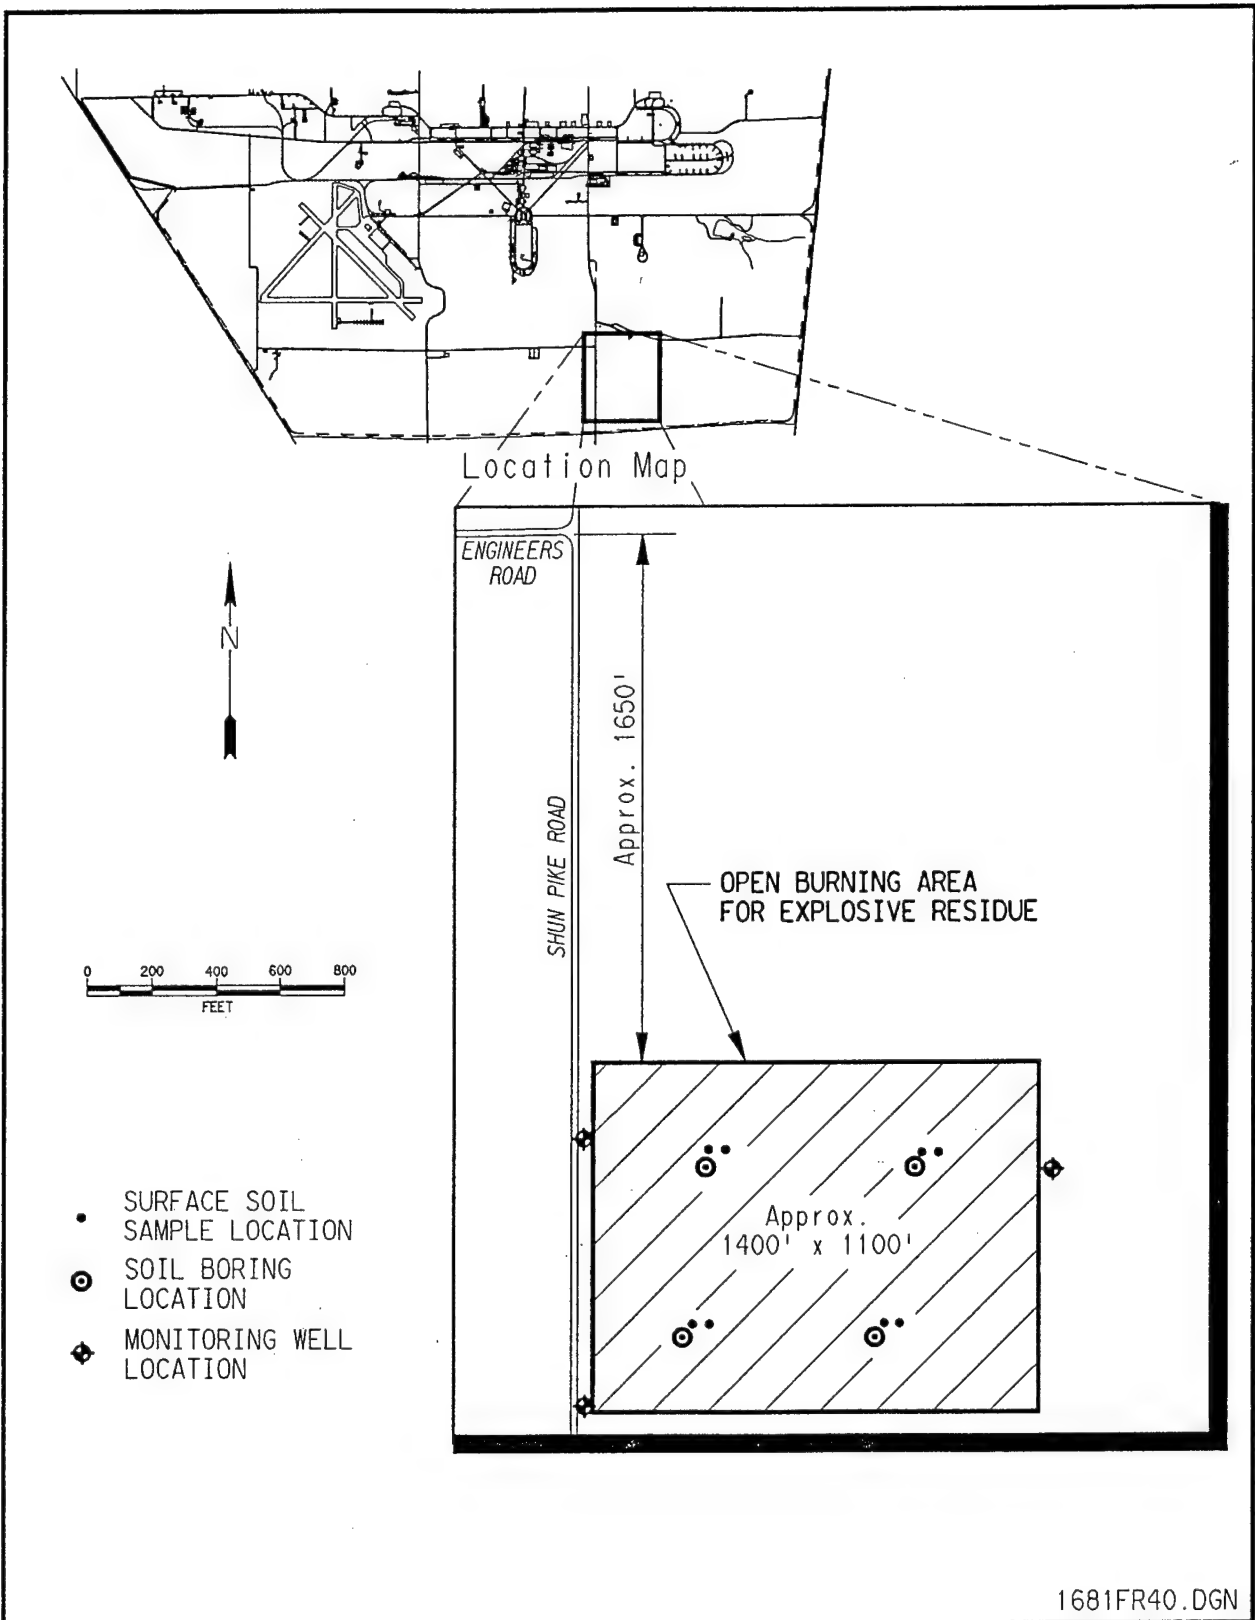 Location Map
ENGINEERS
ROAD
N
Approx. 1650'
SHUN PIKE ROAD
OPEN BURNING AREA
FOR EXPLOSIVE RESIDUE
0 200 400 600 800
FEET
Approx.
1400' x 1100'
SURFACE SOIL
SAMPLE LOCATION
SOIL BORING
LOCATION
MONITORING WELL
LOCATION
1681FR40.DGN